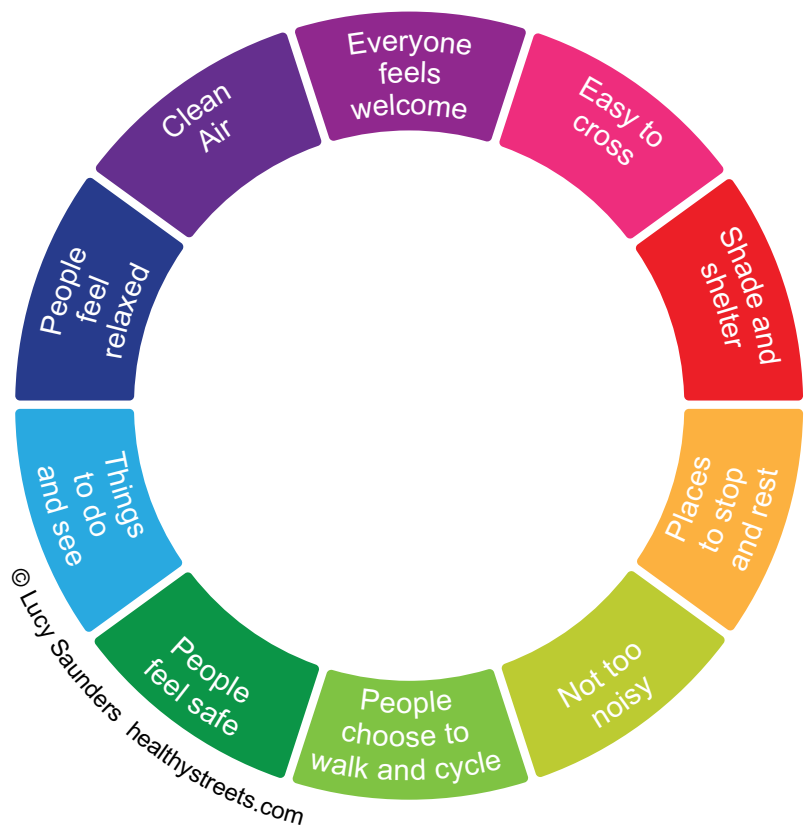 Everyone
feels
welcome
Easy to
cross
Shade and
shelter
Places
to stop
and rest
Not too
noisy
People
choose to
walk and cycle
People
feel safe
Things
to do
and see
People
feel
relaxed
Clean
Air
© Lucy Saunders healthystreets.com